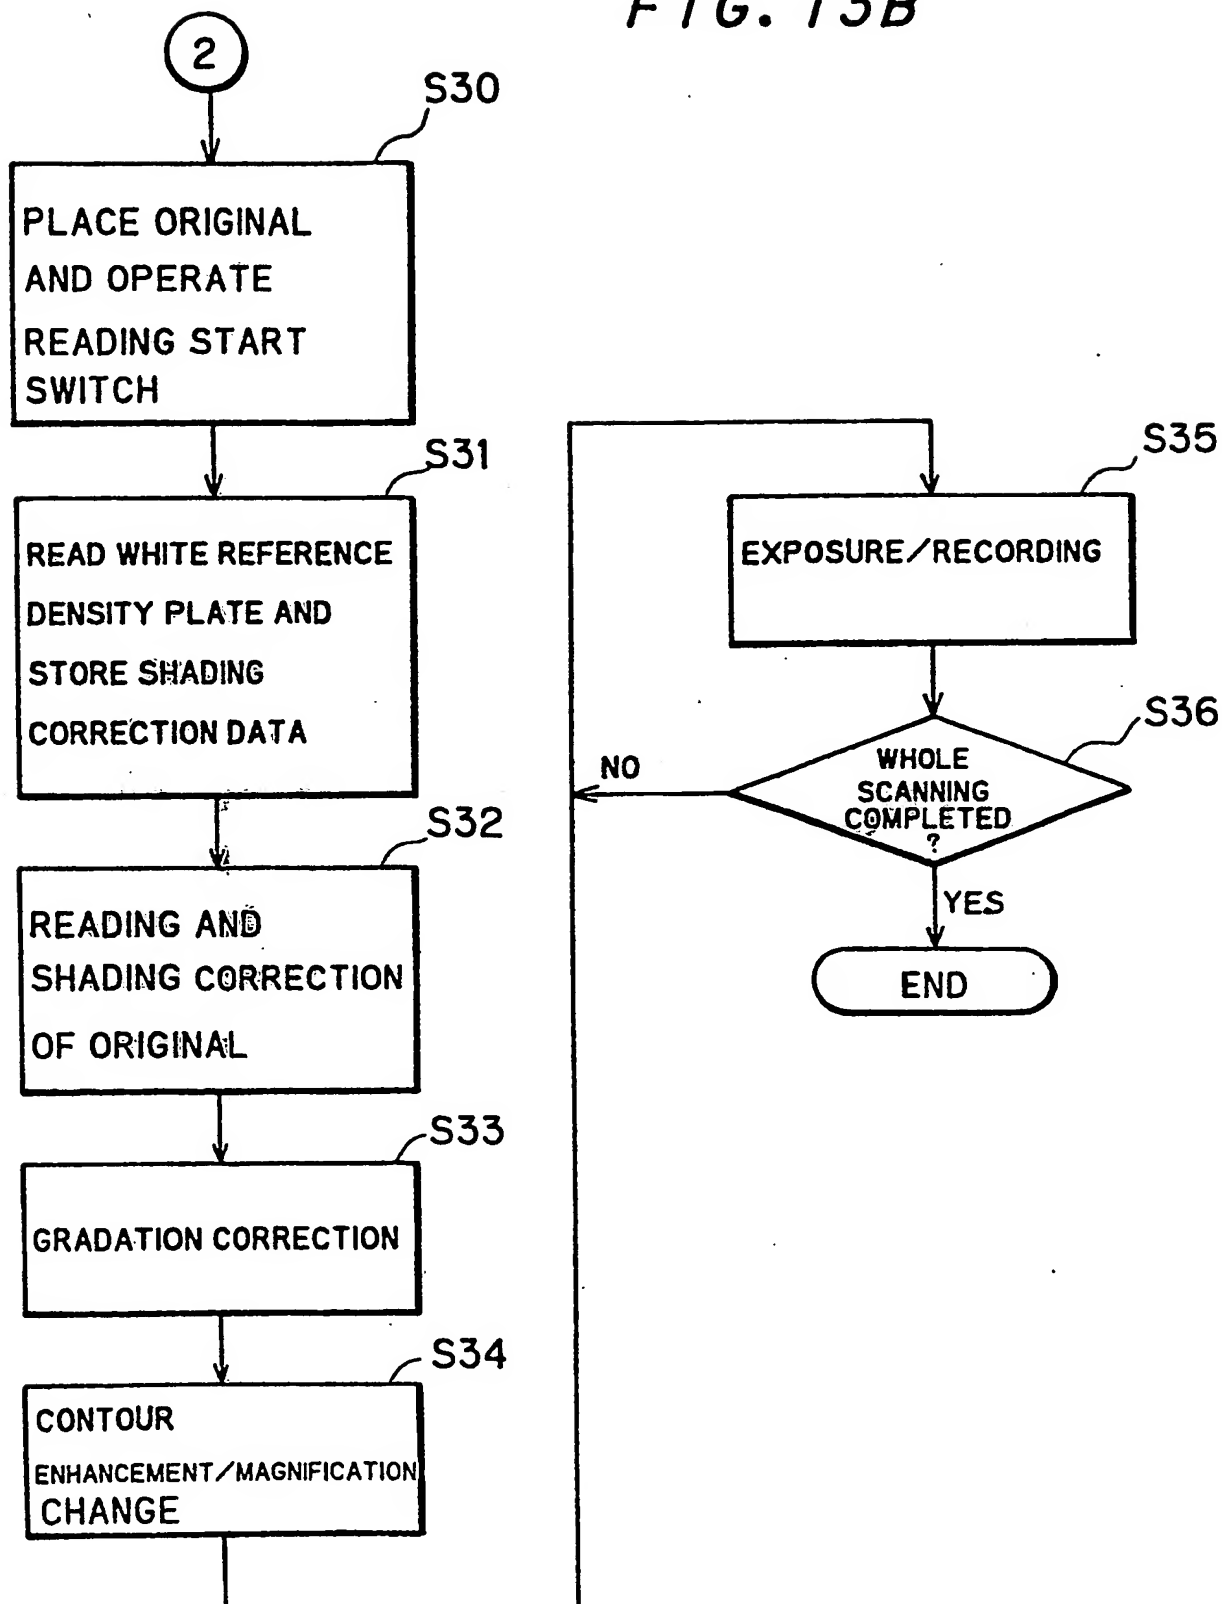 FIG. 13B
2
S30
PLACE ORIGINAL
AND OPERATE
READING START
SWITCH
S31
READ WHITE REFERENCE
DENSITY PLATE AND
STORE SHADING
CORRECTION DATA
S32
READING AND
SHADING CORRECTION
OF ORIGINAL
S33
GRADATION CORRECTION
S34
CONTOUR
ENHANCEMENT/MAGNIFICATION
CHANGE
S35
EXPOSURE/RECORDING
S36
WHOLE
SCANNING
COMPLETED
?
NO
YES
END